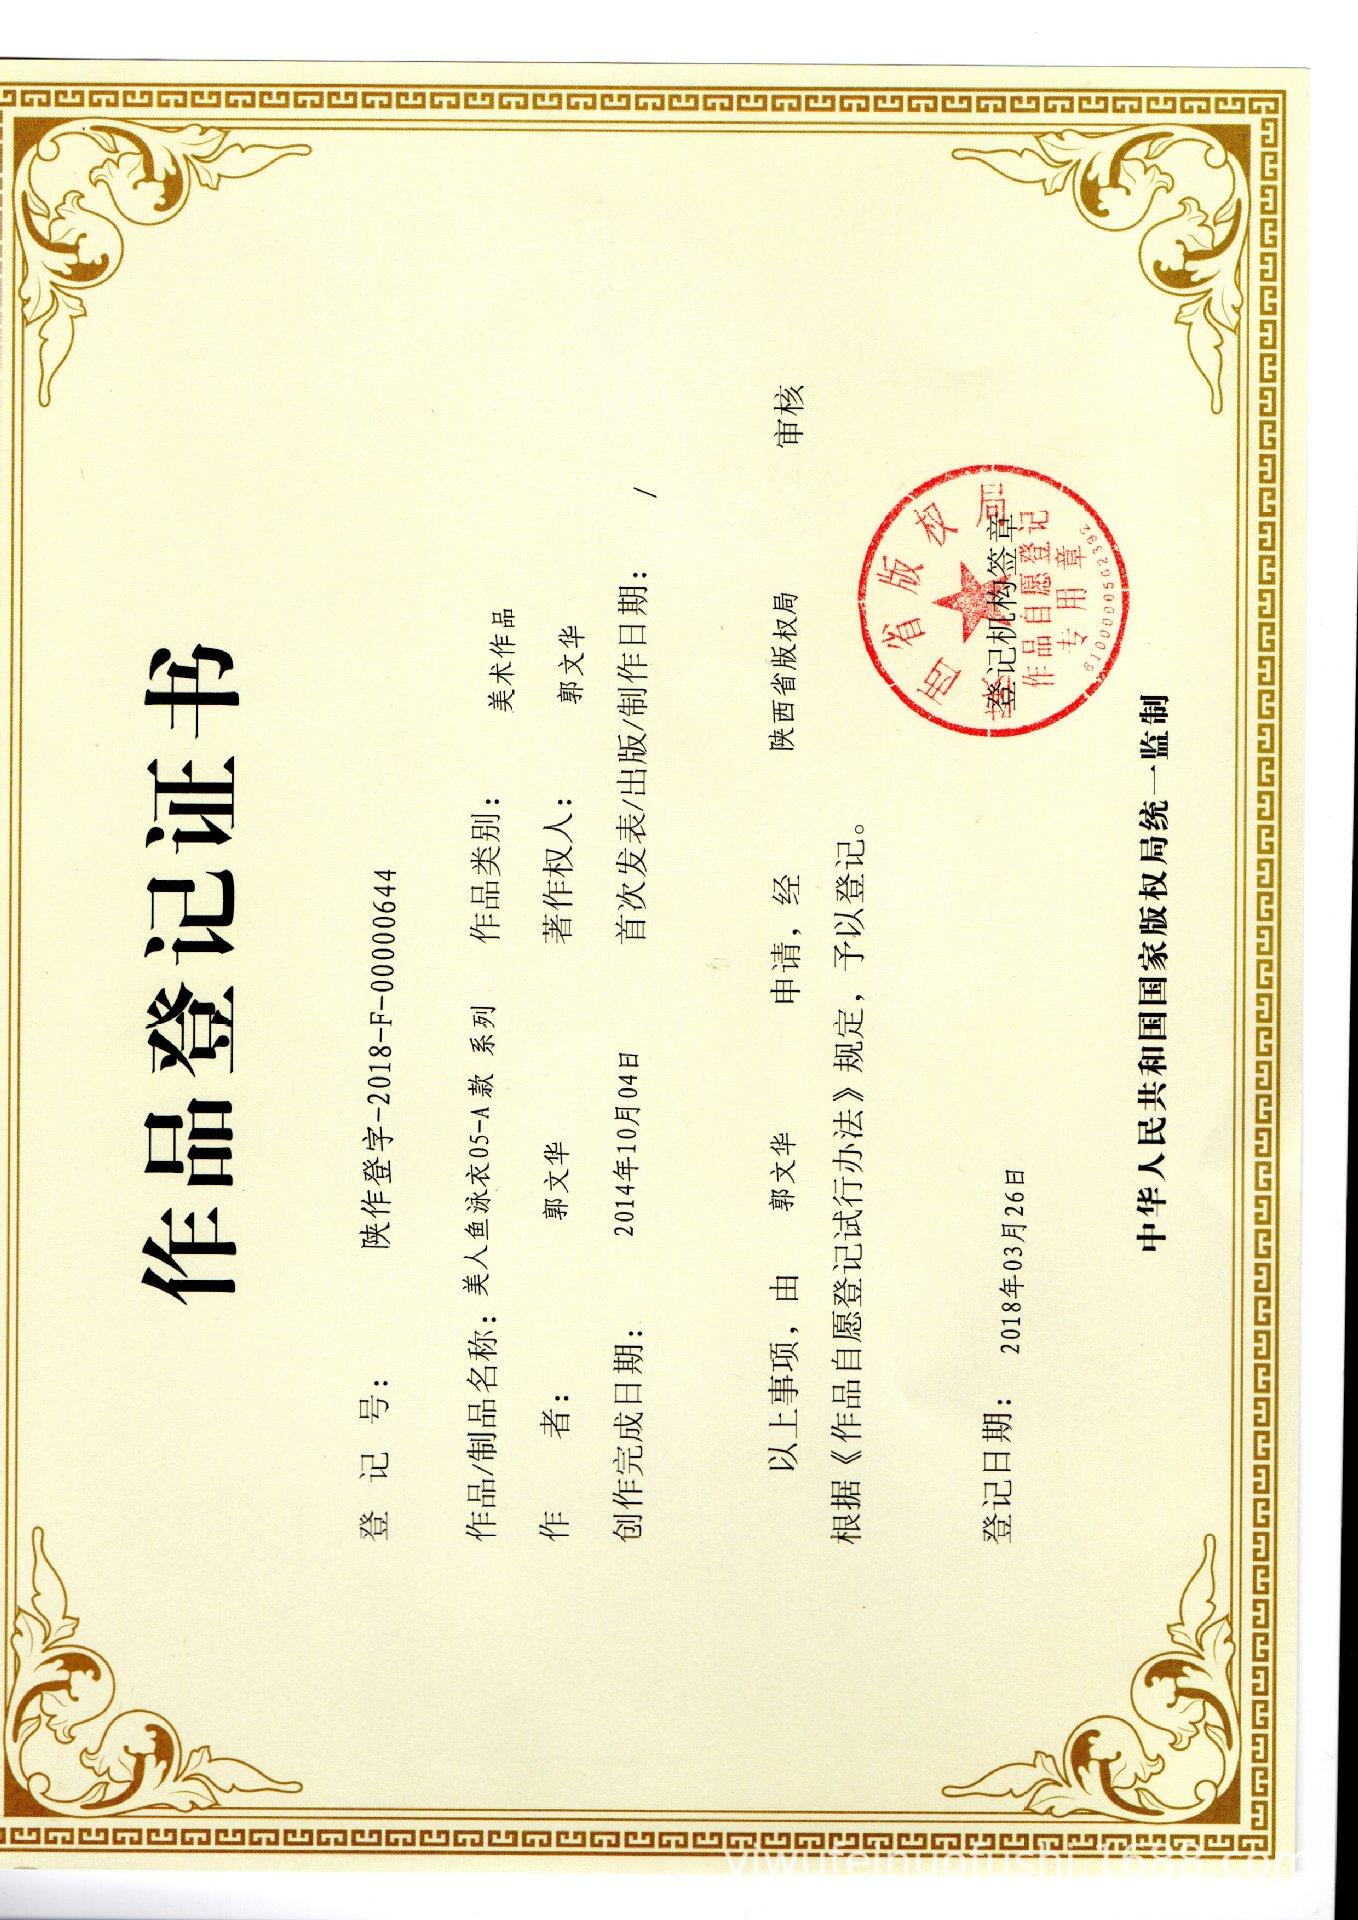 作品登记证书
登 记 号： 陕作登字-2018-F-00000644
作品/制品名称：美人鱼泳衣05-A款 系列 作品类别： 美术作品
作 者： 郭文华 著作权人： 郭文华
创作完成日期： 2014年10月04日 首次发表/出版/制作日期： /
以上事项，由 郭文华 申请，经 陕西省版权局 审核
根据《作品自愿登记试行办法》规定，予以登记。
登记日期： 2018年03月26日 登记机构签章
陕西省版权局
作品自愿登记
专用章
6100000502392
中华人民共和国国家版权局统一监制
yiwufeinuofushi.1688.com